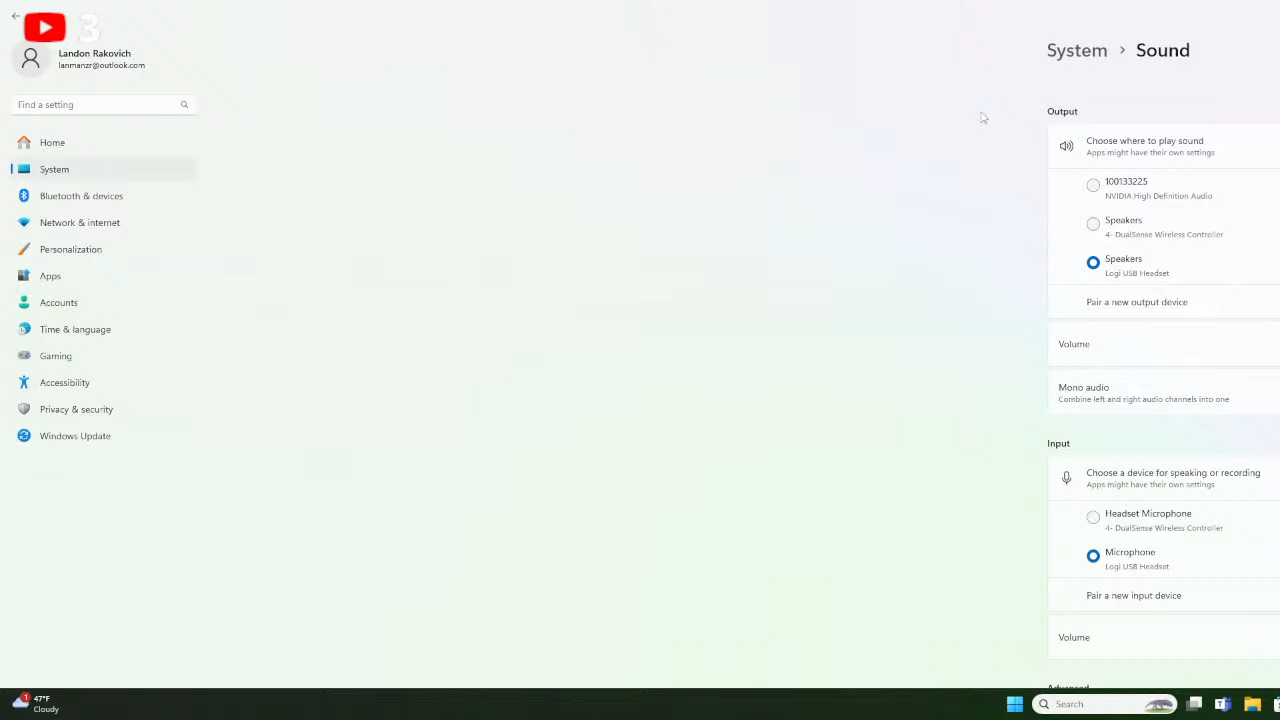 3
Landon Rakovich
lanmanzr@outlook.com
Find a setting
Home
System
Bluetooth & devices
Network & internet
Personalization
Apps
Accounts
Time & language
Gaming
Accessibility
Privacy & security
Windows Update
System > Sound
Output
Choose where to play sound
Apps might have their own settings
100133225
NVIDIA High Definition Audio
Speakers
4- DualSense Wireless Controller
Speakers
Logi USB Headset
Pair a new output device
Volume
Mono audio
Combine left and right audio channels into one
Input
Choose a device for speaking or recording
Apps might have their own settings
Headset Microphone
4- DualSense Wireless Controller
Microphone
Logi USB Headset
Pair a new input device
Volume
Advanced
1
47°F
Cloudy
Search